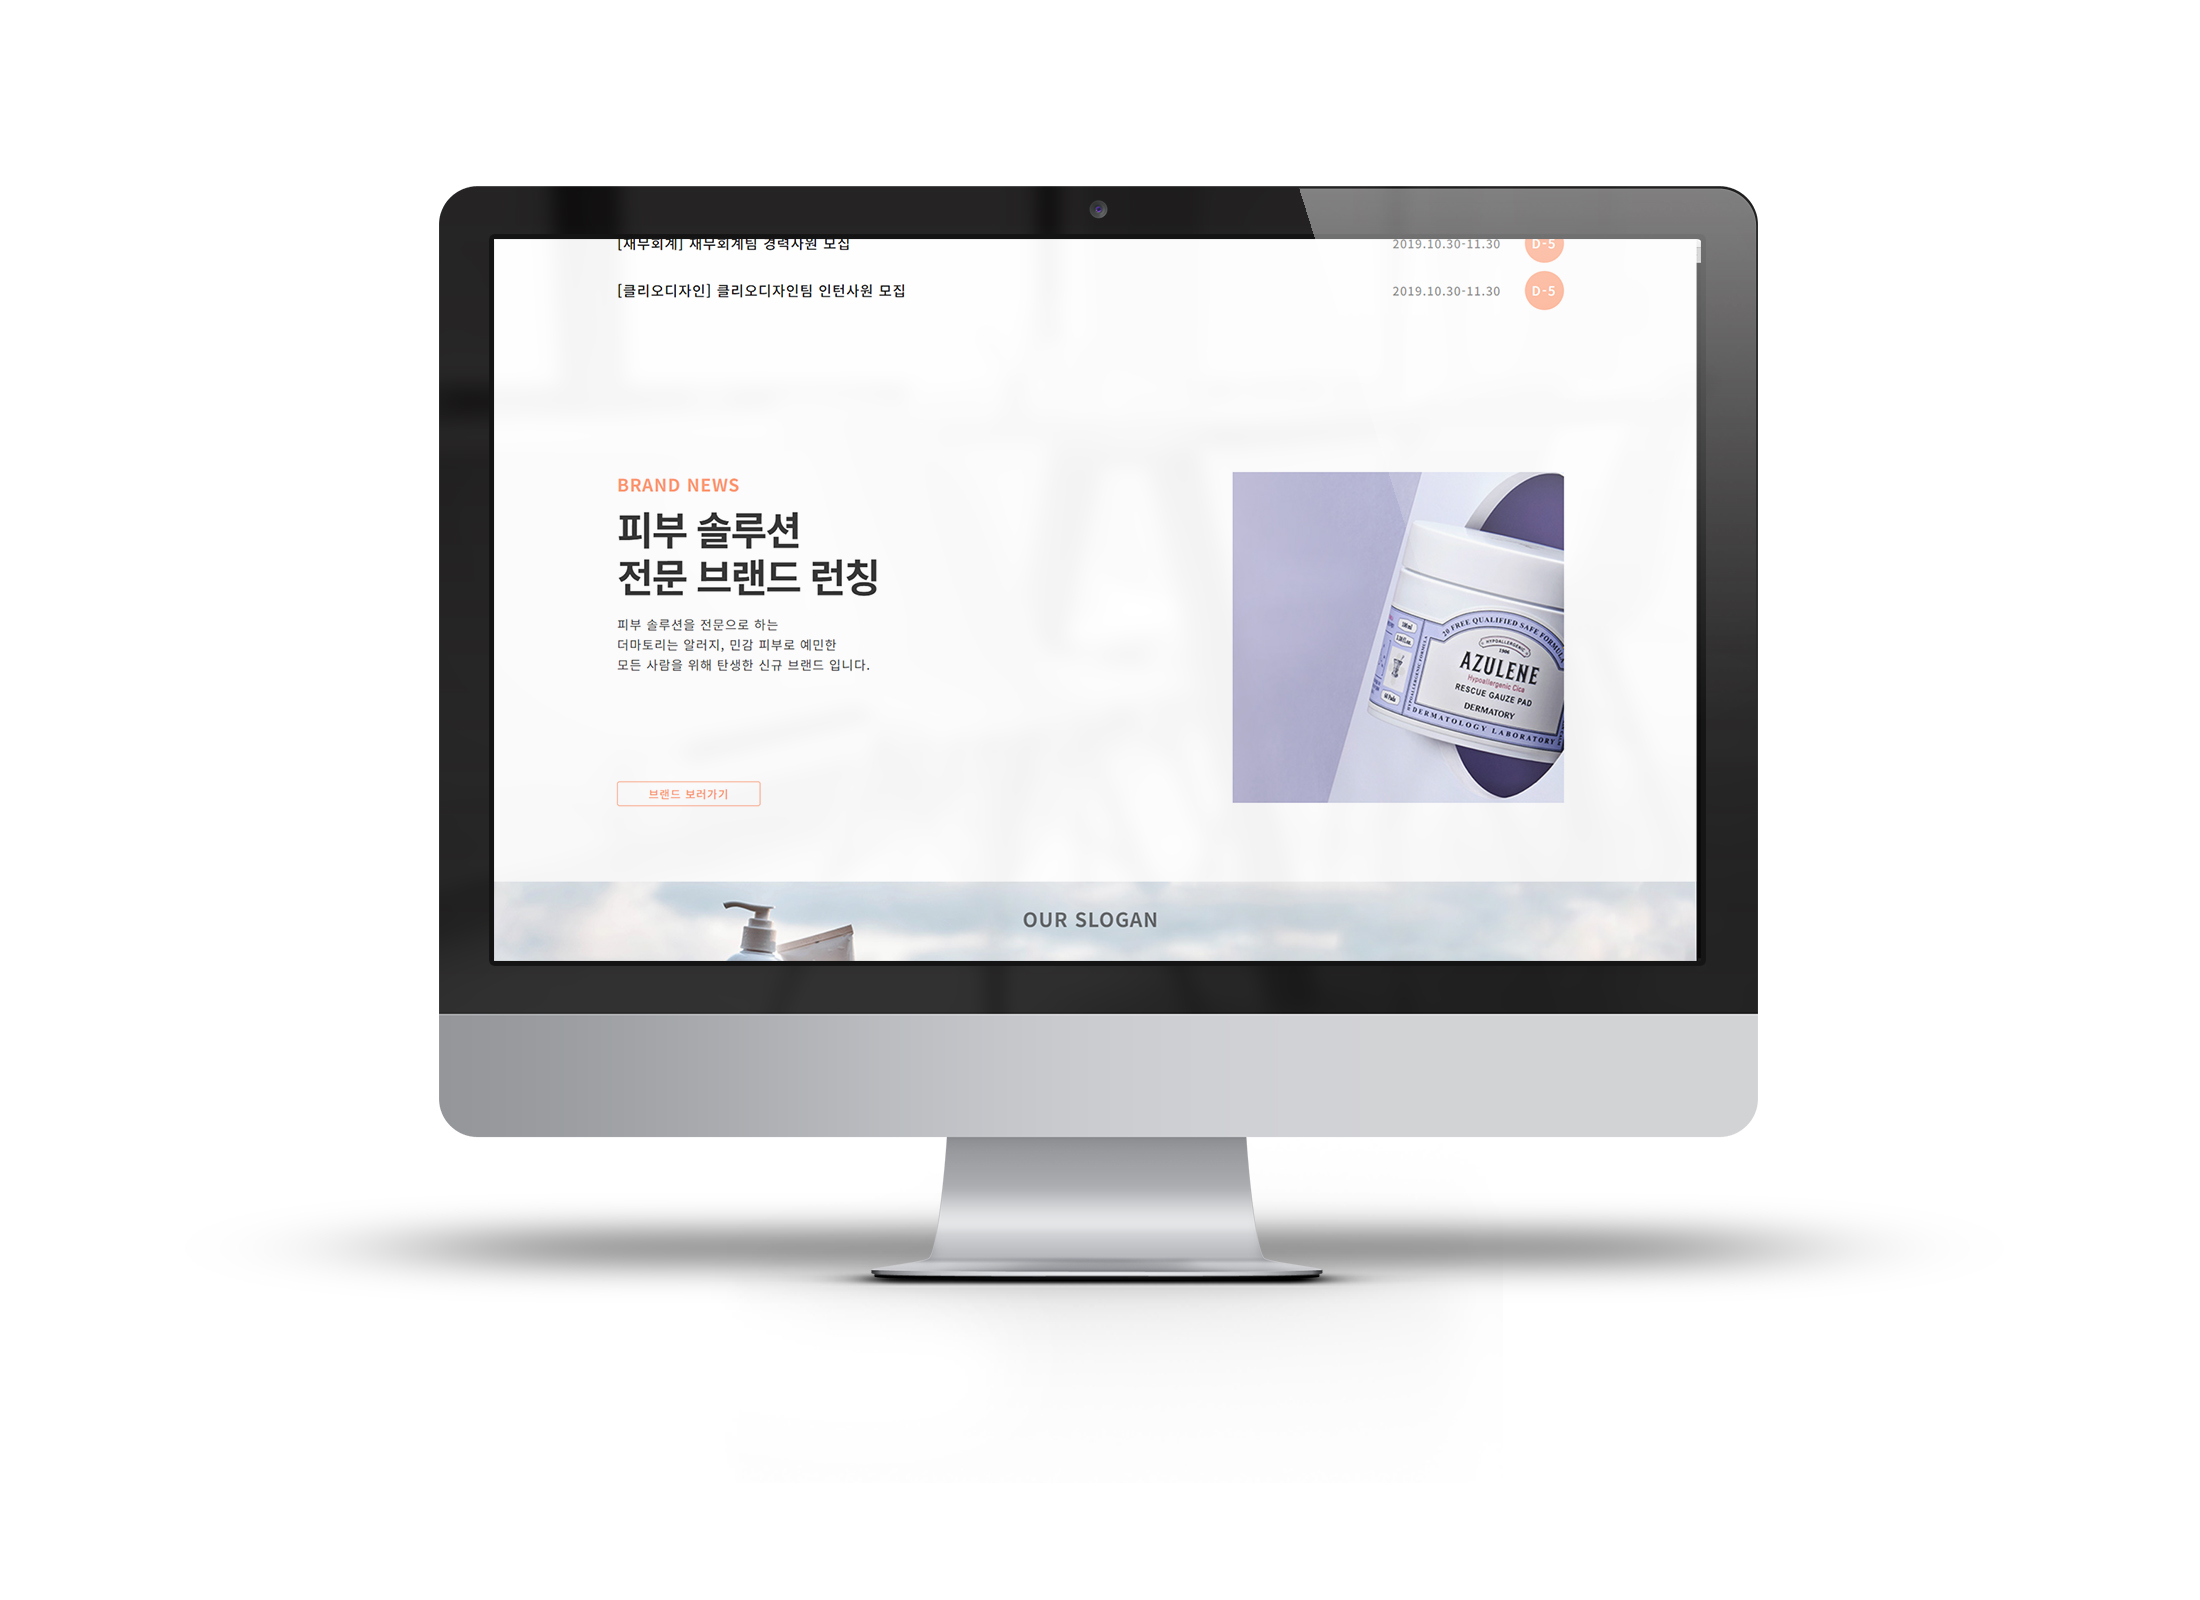 [재무회계] 재무회계팀 경력사원 모집 2019.10.30-11.30 D-5
[클리오디자인] 클리오디자인팀 인턴사원 모집 2019.10.30-11.30 D-5
BRAND NEWS
피부 솔루션
전문 브랜드 런칭
피부 솔루션을 전문으로 하는
더마토리는 알러지, 민감 피부로 예민한
모든 사람을 위해 탄생한 신규 브랜드 입니다.
브랜드 보러가기
20 FREE QUALIFIED SAFE FORMULA
HYPOALLERGENIC
AZULENE
Hypoallergenic Cica
RESCUE GAUZE PAD
DERMATORY
DERMATOLOGY LABORATORY
OUR SLOGAN